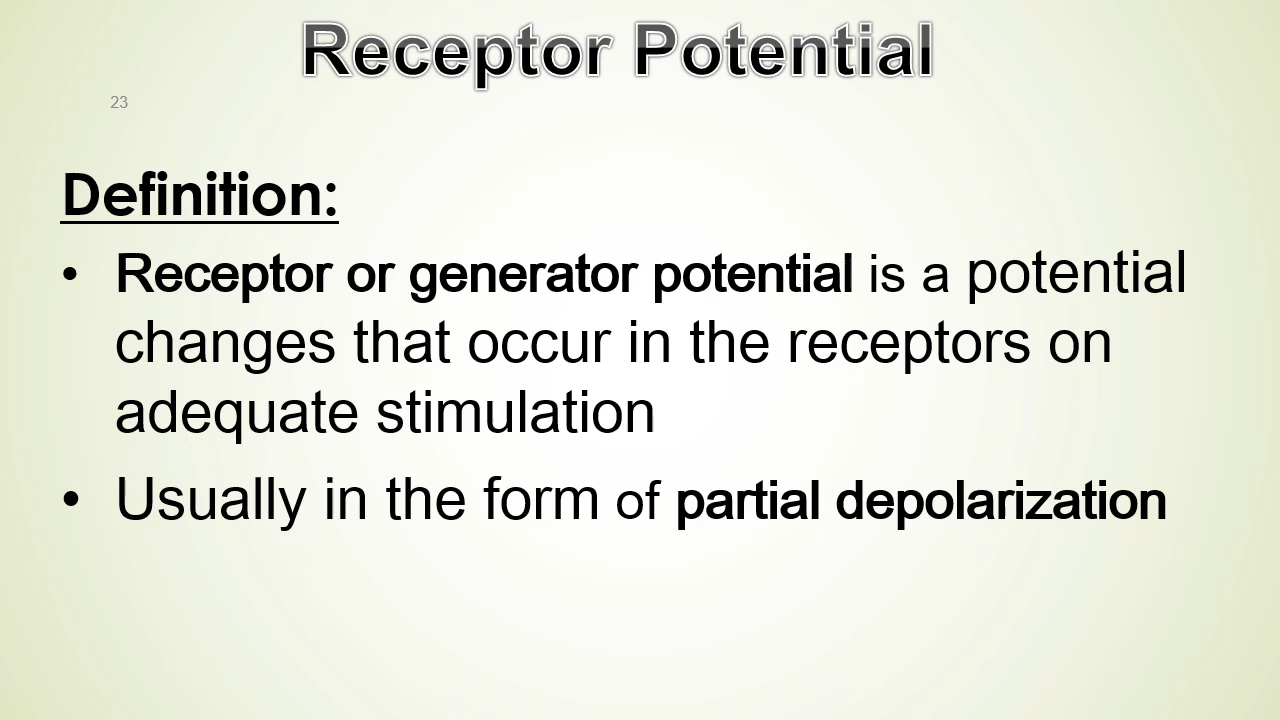 Receptor Potential
23
Definition:
• Receptor or generator potential is a potential
changes that occur in the receptors on
adequate stimulation
• Usually in the form of partial depolarization